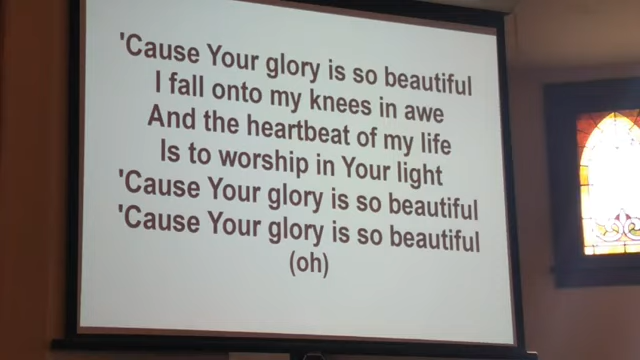 'Cause Your glory is so beautiful
I fall onto my knees in awe
And the heartbeat of my life
Is to worship in Your light
'Cause Your glory is so beautiful
'Cause Your glory is so beautiful
(oh)